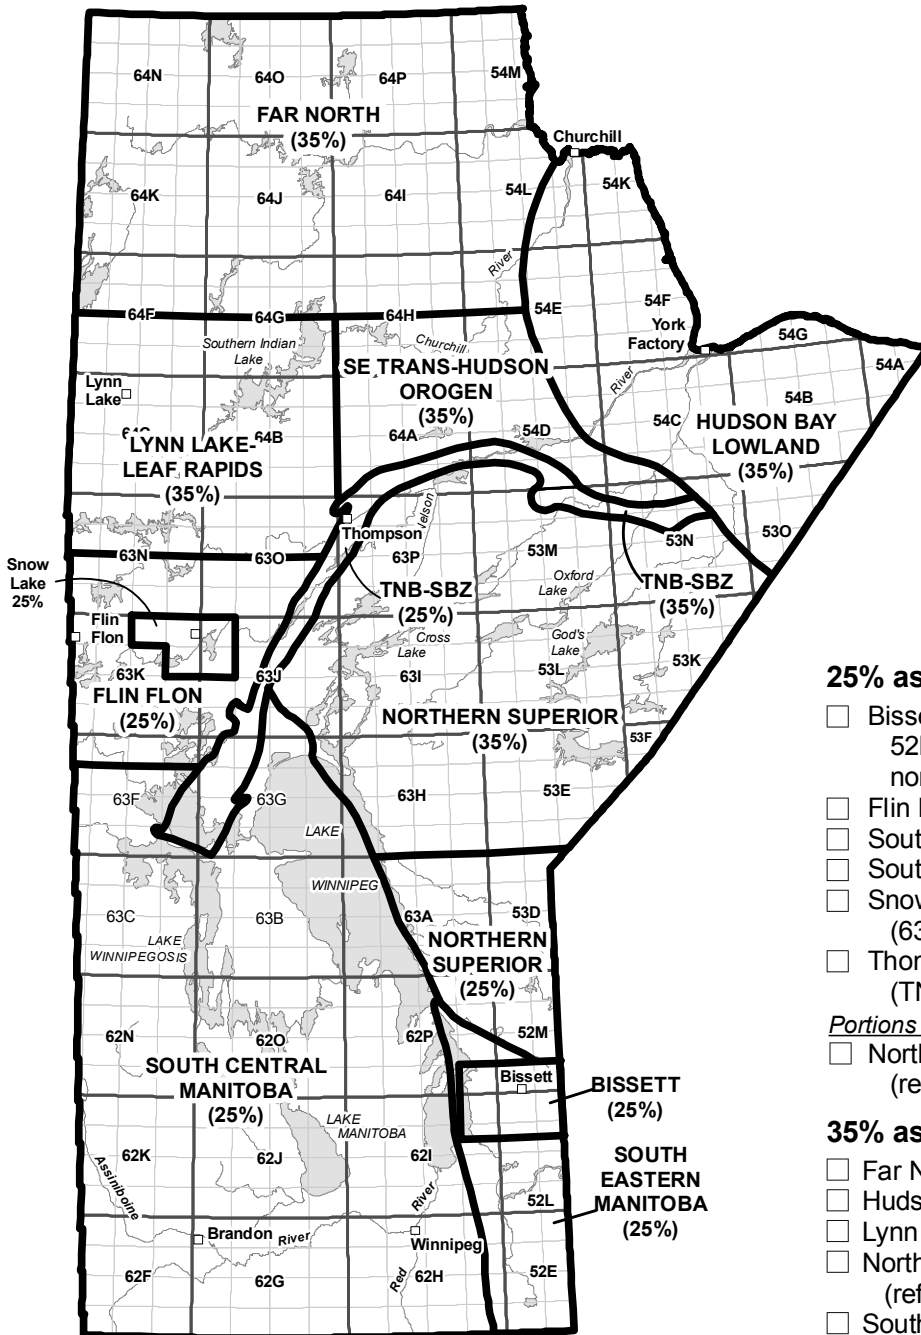 64N
64O
64P
54M
FAR NORTH
(35%)
Churchill
64K
64J
64I
54L
54K
River
64F
64G
64H
54E
54F
York
Factory
54G
54A
Southern Indian
Lake
Churchill
SE TRANS-HUDSON
OROGEN
(35%)
River
Lynn
Lake
54B
54C
HUDSON BAY
LOWLAND
(35%)
64B
64A
54D
LYNN LAKE-
LEAF RAPIDS
(35%)
Nelson
Thompson
63N
63O
63P
53M
53N
53O
Snow
Lake
25%
TNB-SBZ
(25%)
Oxford
Lake
TNB-SBZ
(35%)
Flin
Flon
Cross
Lake
God's
Lake
63K
63J
63I
53L
53K
FLIN FLON
(25%)
NORTHERN SUPERIOR
(35%)
53F
63F
63G
63H
53E
LAKE
WINNIPEG
63C
63B
63A
53D
LAKE
WINNIPEGOSIS
NORTHERN
SUPERIOR
(25%)
62N
62O
62P
52M
SOUTH CENTRAL
MANITOBA
(25%)
Bissett
BISSETT
(25%)
LAKE
MANITOBA
62K
62J
62I
SOUTH
EASTERN
MANITOBA
(25%)
Assiniboine
River
52L
Brandon
River
Winnipeg
62F
62G
Red
62H
52E
25% as
Biss
52
nor
Flin
Sout
Sout
Snow
(63
Thor
(TN
Portions
North
(re
35% as
Far N
Huds
Lynn
North
(ref
South